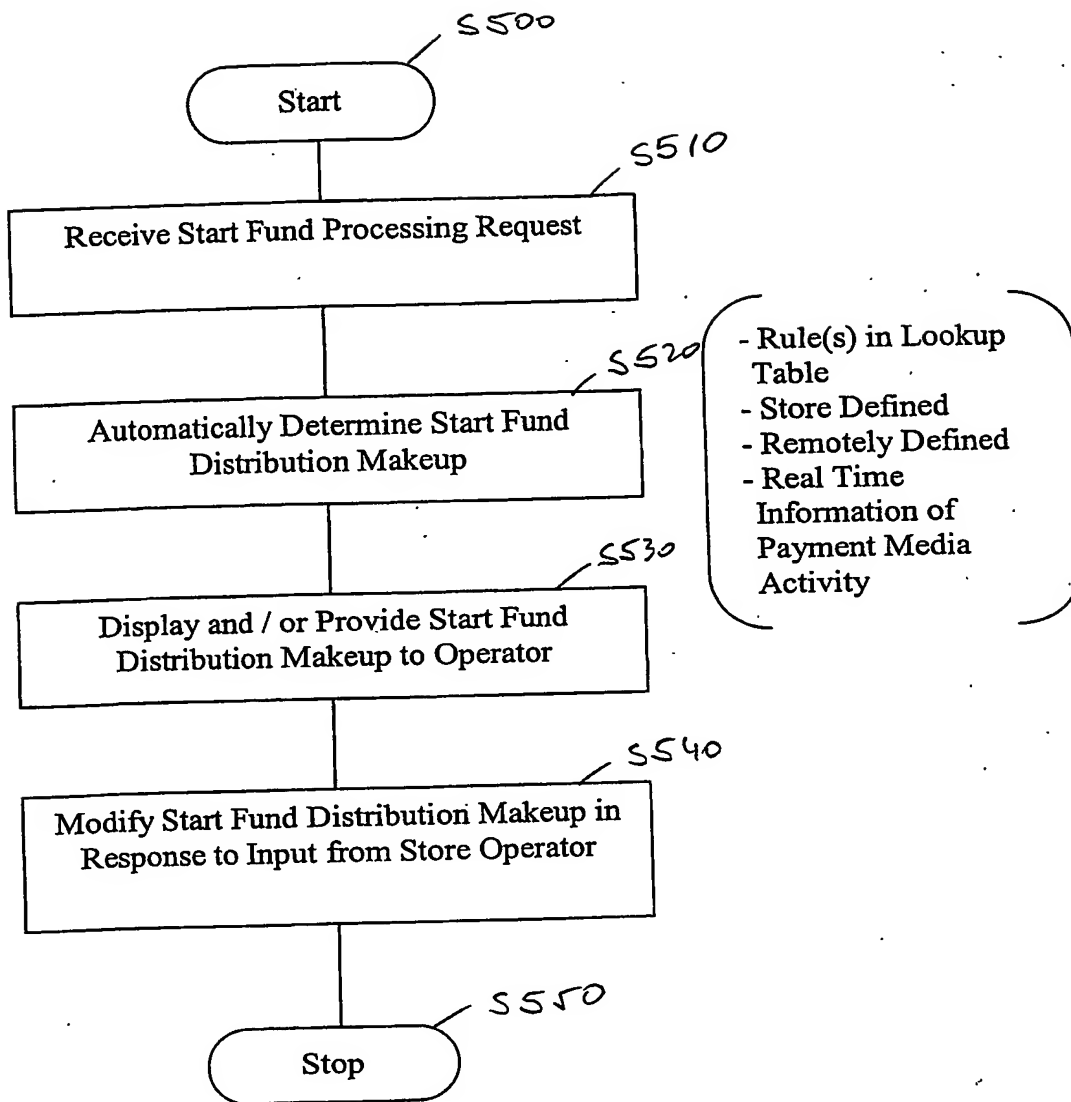 S500
Start
S510
Receive Start Fund Processing Request
S520
Automatically Determine Start Fund
Distribution Makeup
- Rule(s) in Lookup
Table
- Store Defined
- Remotely Defined
- Real Time
Information of
Payment Media
Activity
S530
Display and / or Provide Start Fund
Distribution Makeup to Operator
S540
Modify Start Fund Distribution Makeup in
Response to Input from Store Operator
S550
Stop